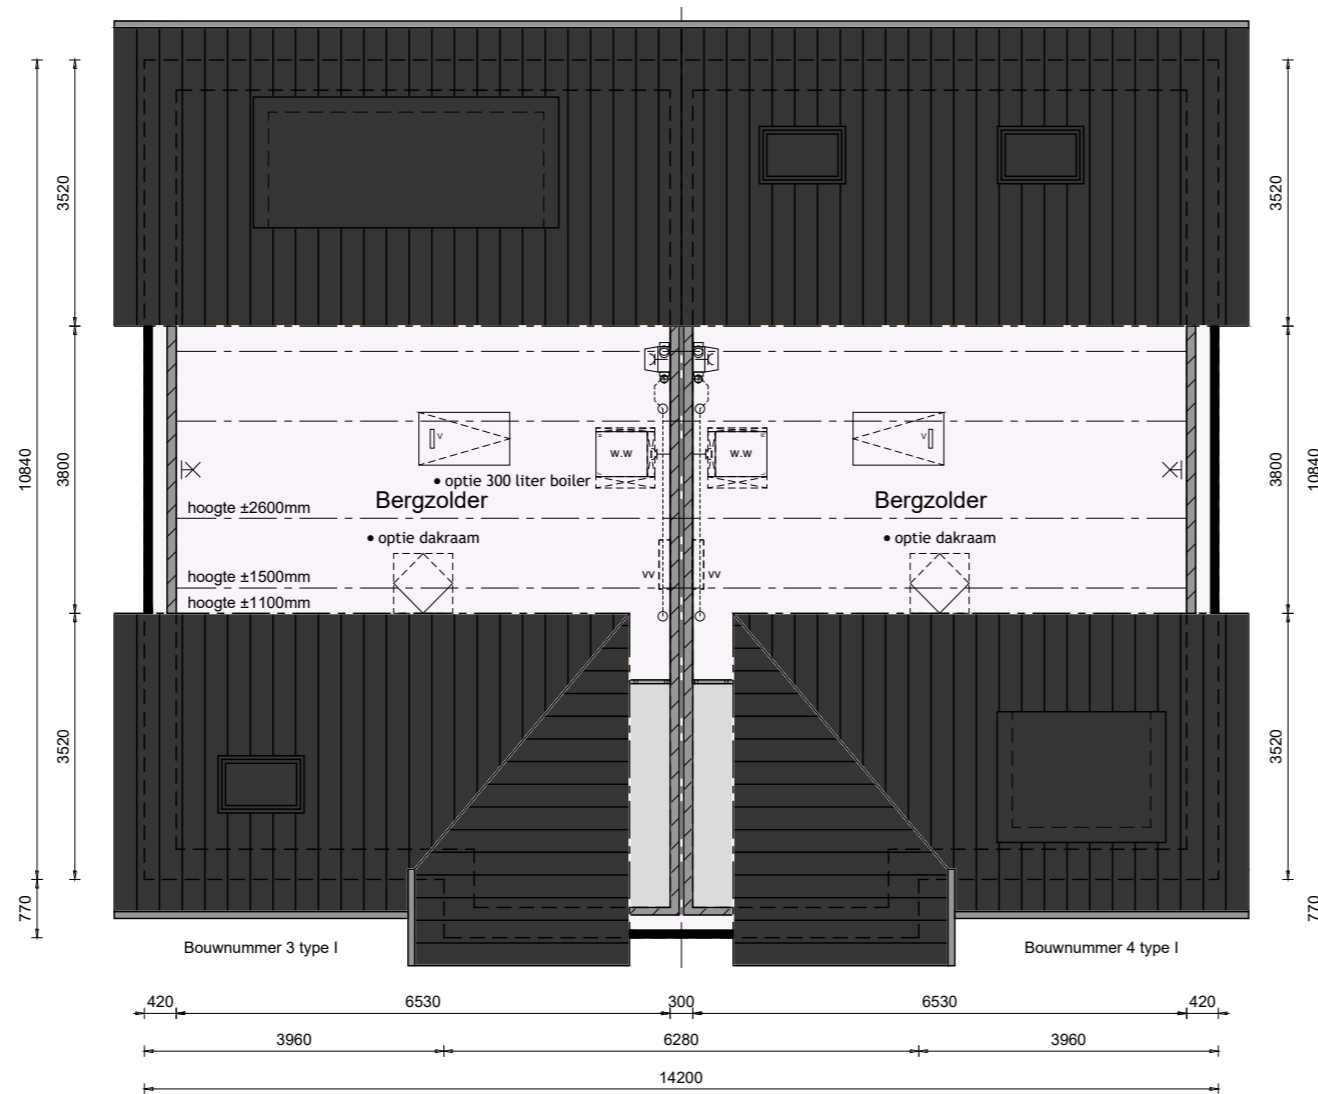 3520
3520
10840
3800
V
V
w.w
w.w
• optie 300 liter boiler
Bergzolder
Bergzolder
3800
10840
hoogte ±2600mm
• optie dakraam
• optie dakraam
hoogte ±1500mm
VV
VV
hoogte ±1100mm
3520
3520
770
770
Bouwnummer 3 type I
Bouwnummer 4 type I
420
6530
300
6530
420
3960
6280
3960
14200